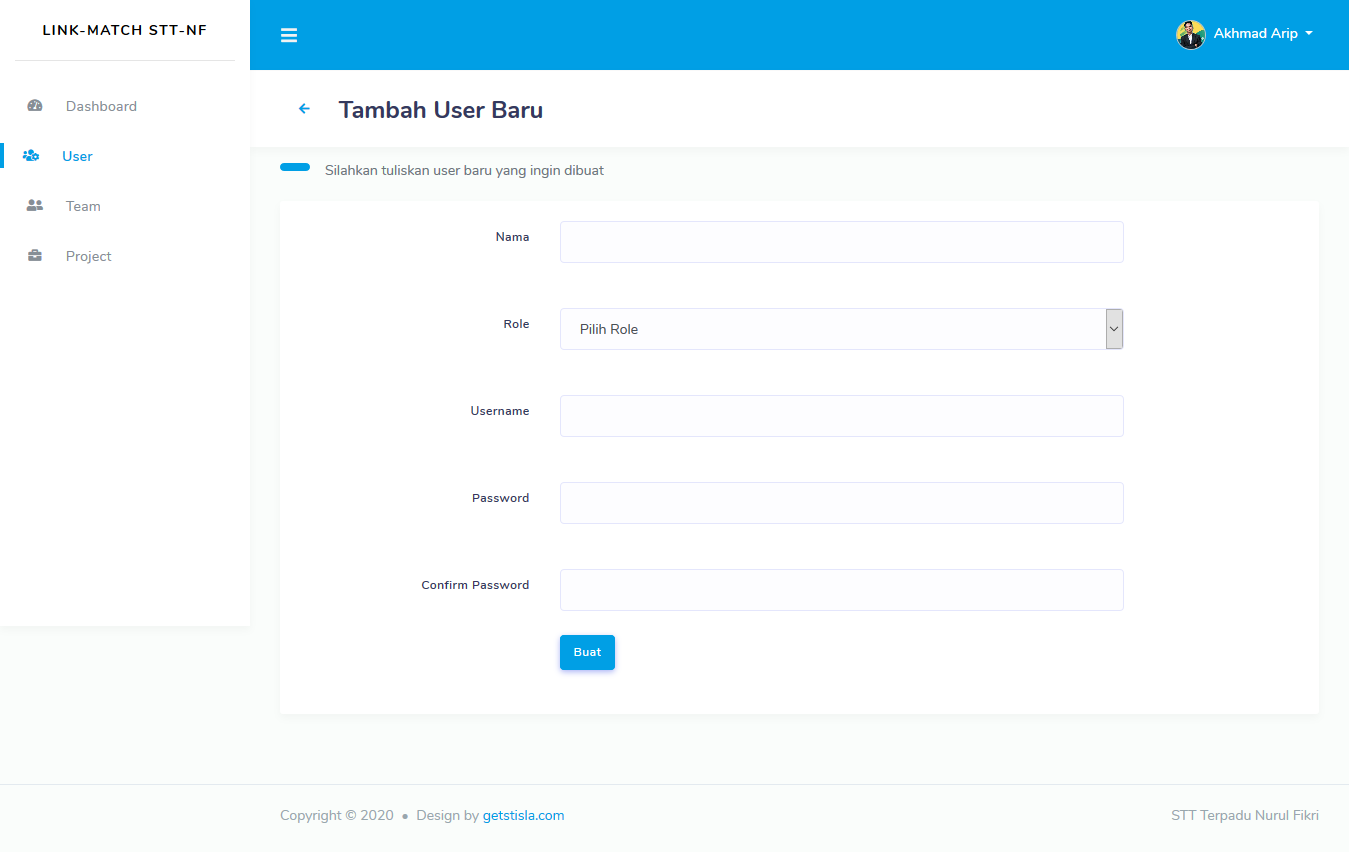 LINK-MATCH STT-NF
Akhmad Arip
Dashboard
User
Team
Project
Tambah User Baru
Silahkan tuliskan user baru yang ingin dibuat
Nama
Role
Pilih Role
Username
Password
Confirm Password
Buat
Copyright © 2020 • Design by getstisla.com
STT Terpadu Nurul Fikri